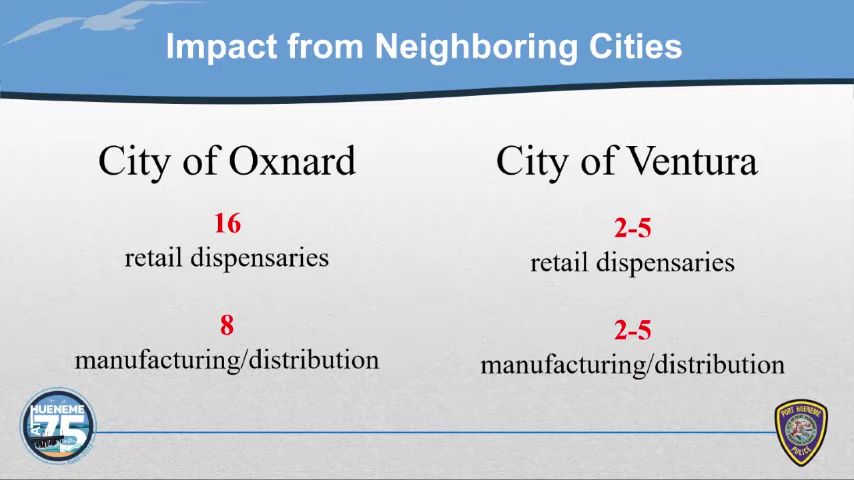 Impact from Neighboring Cities
City of Oxnard
16
retail dispensaries
8
manufacturing/distribution
City of Ventura
2-5
retail dispensaries
2-5
manufacturing/distribution
HUENEME
AT
75
PORT HUENEME
POLICE